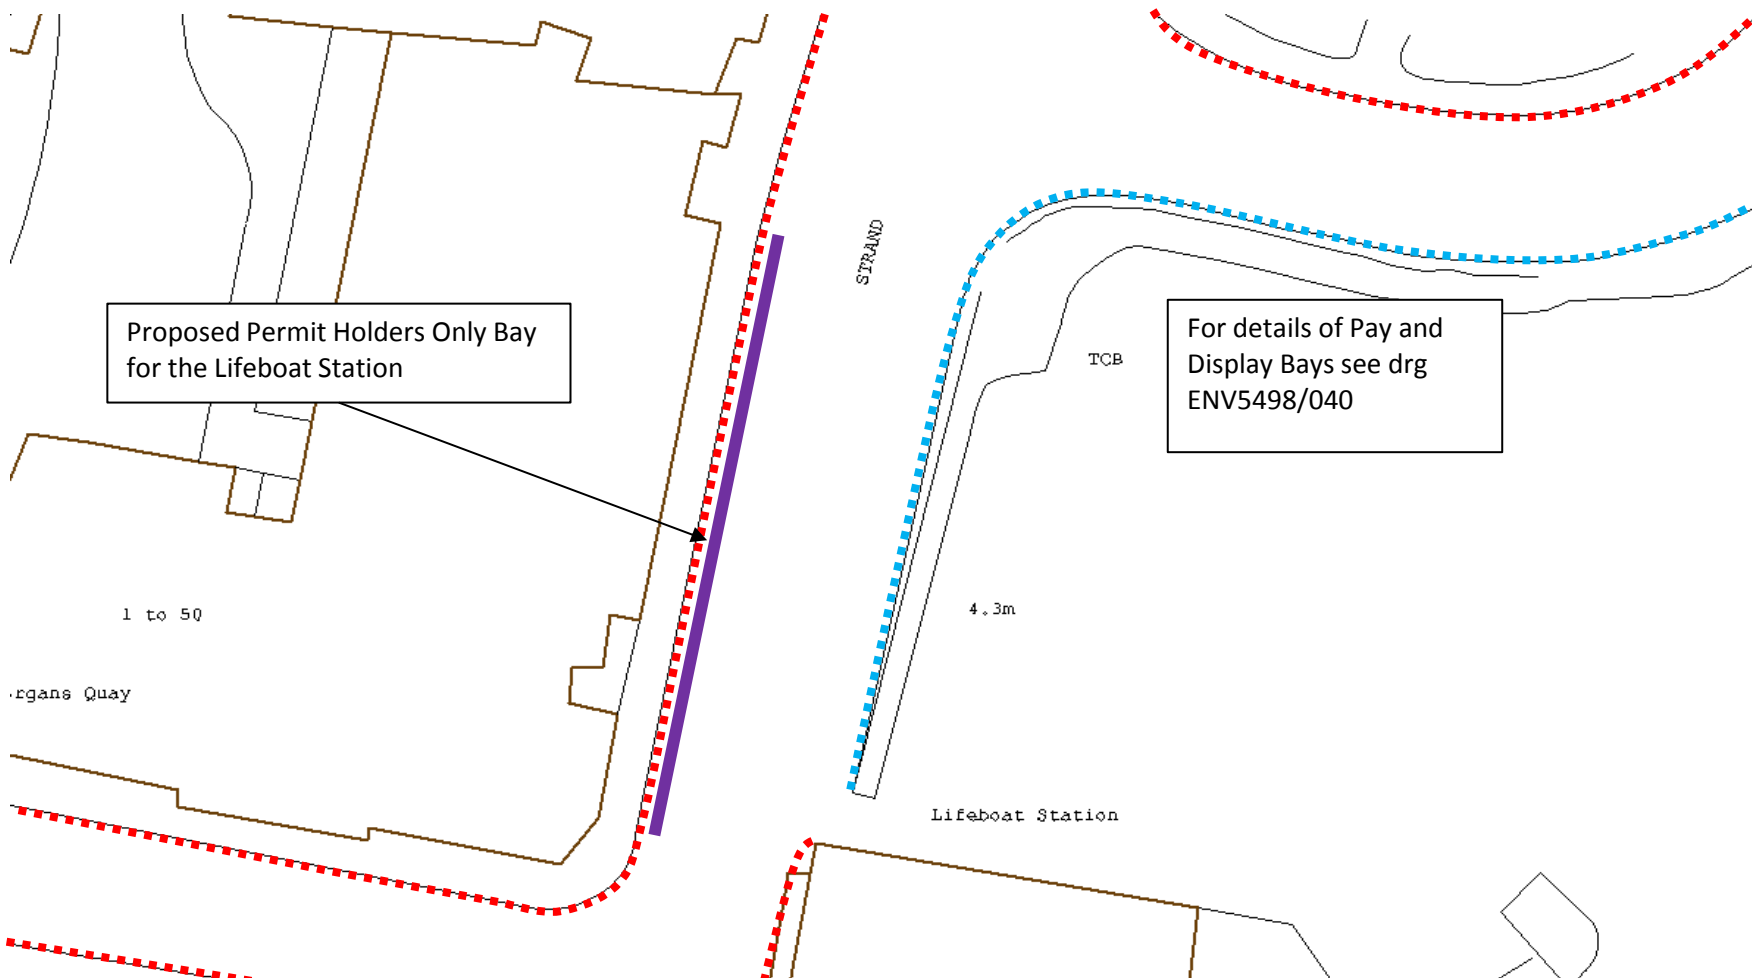 STRAND
Proposed Permit Holders Only Bay
for the Lifeboat Station
For details of Pay and
Display Bays see drg
ENV5498/040
TCB
1 to 50
4.3m
rgans Quay
Lifeboat Station